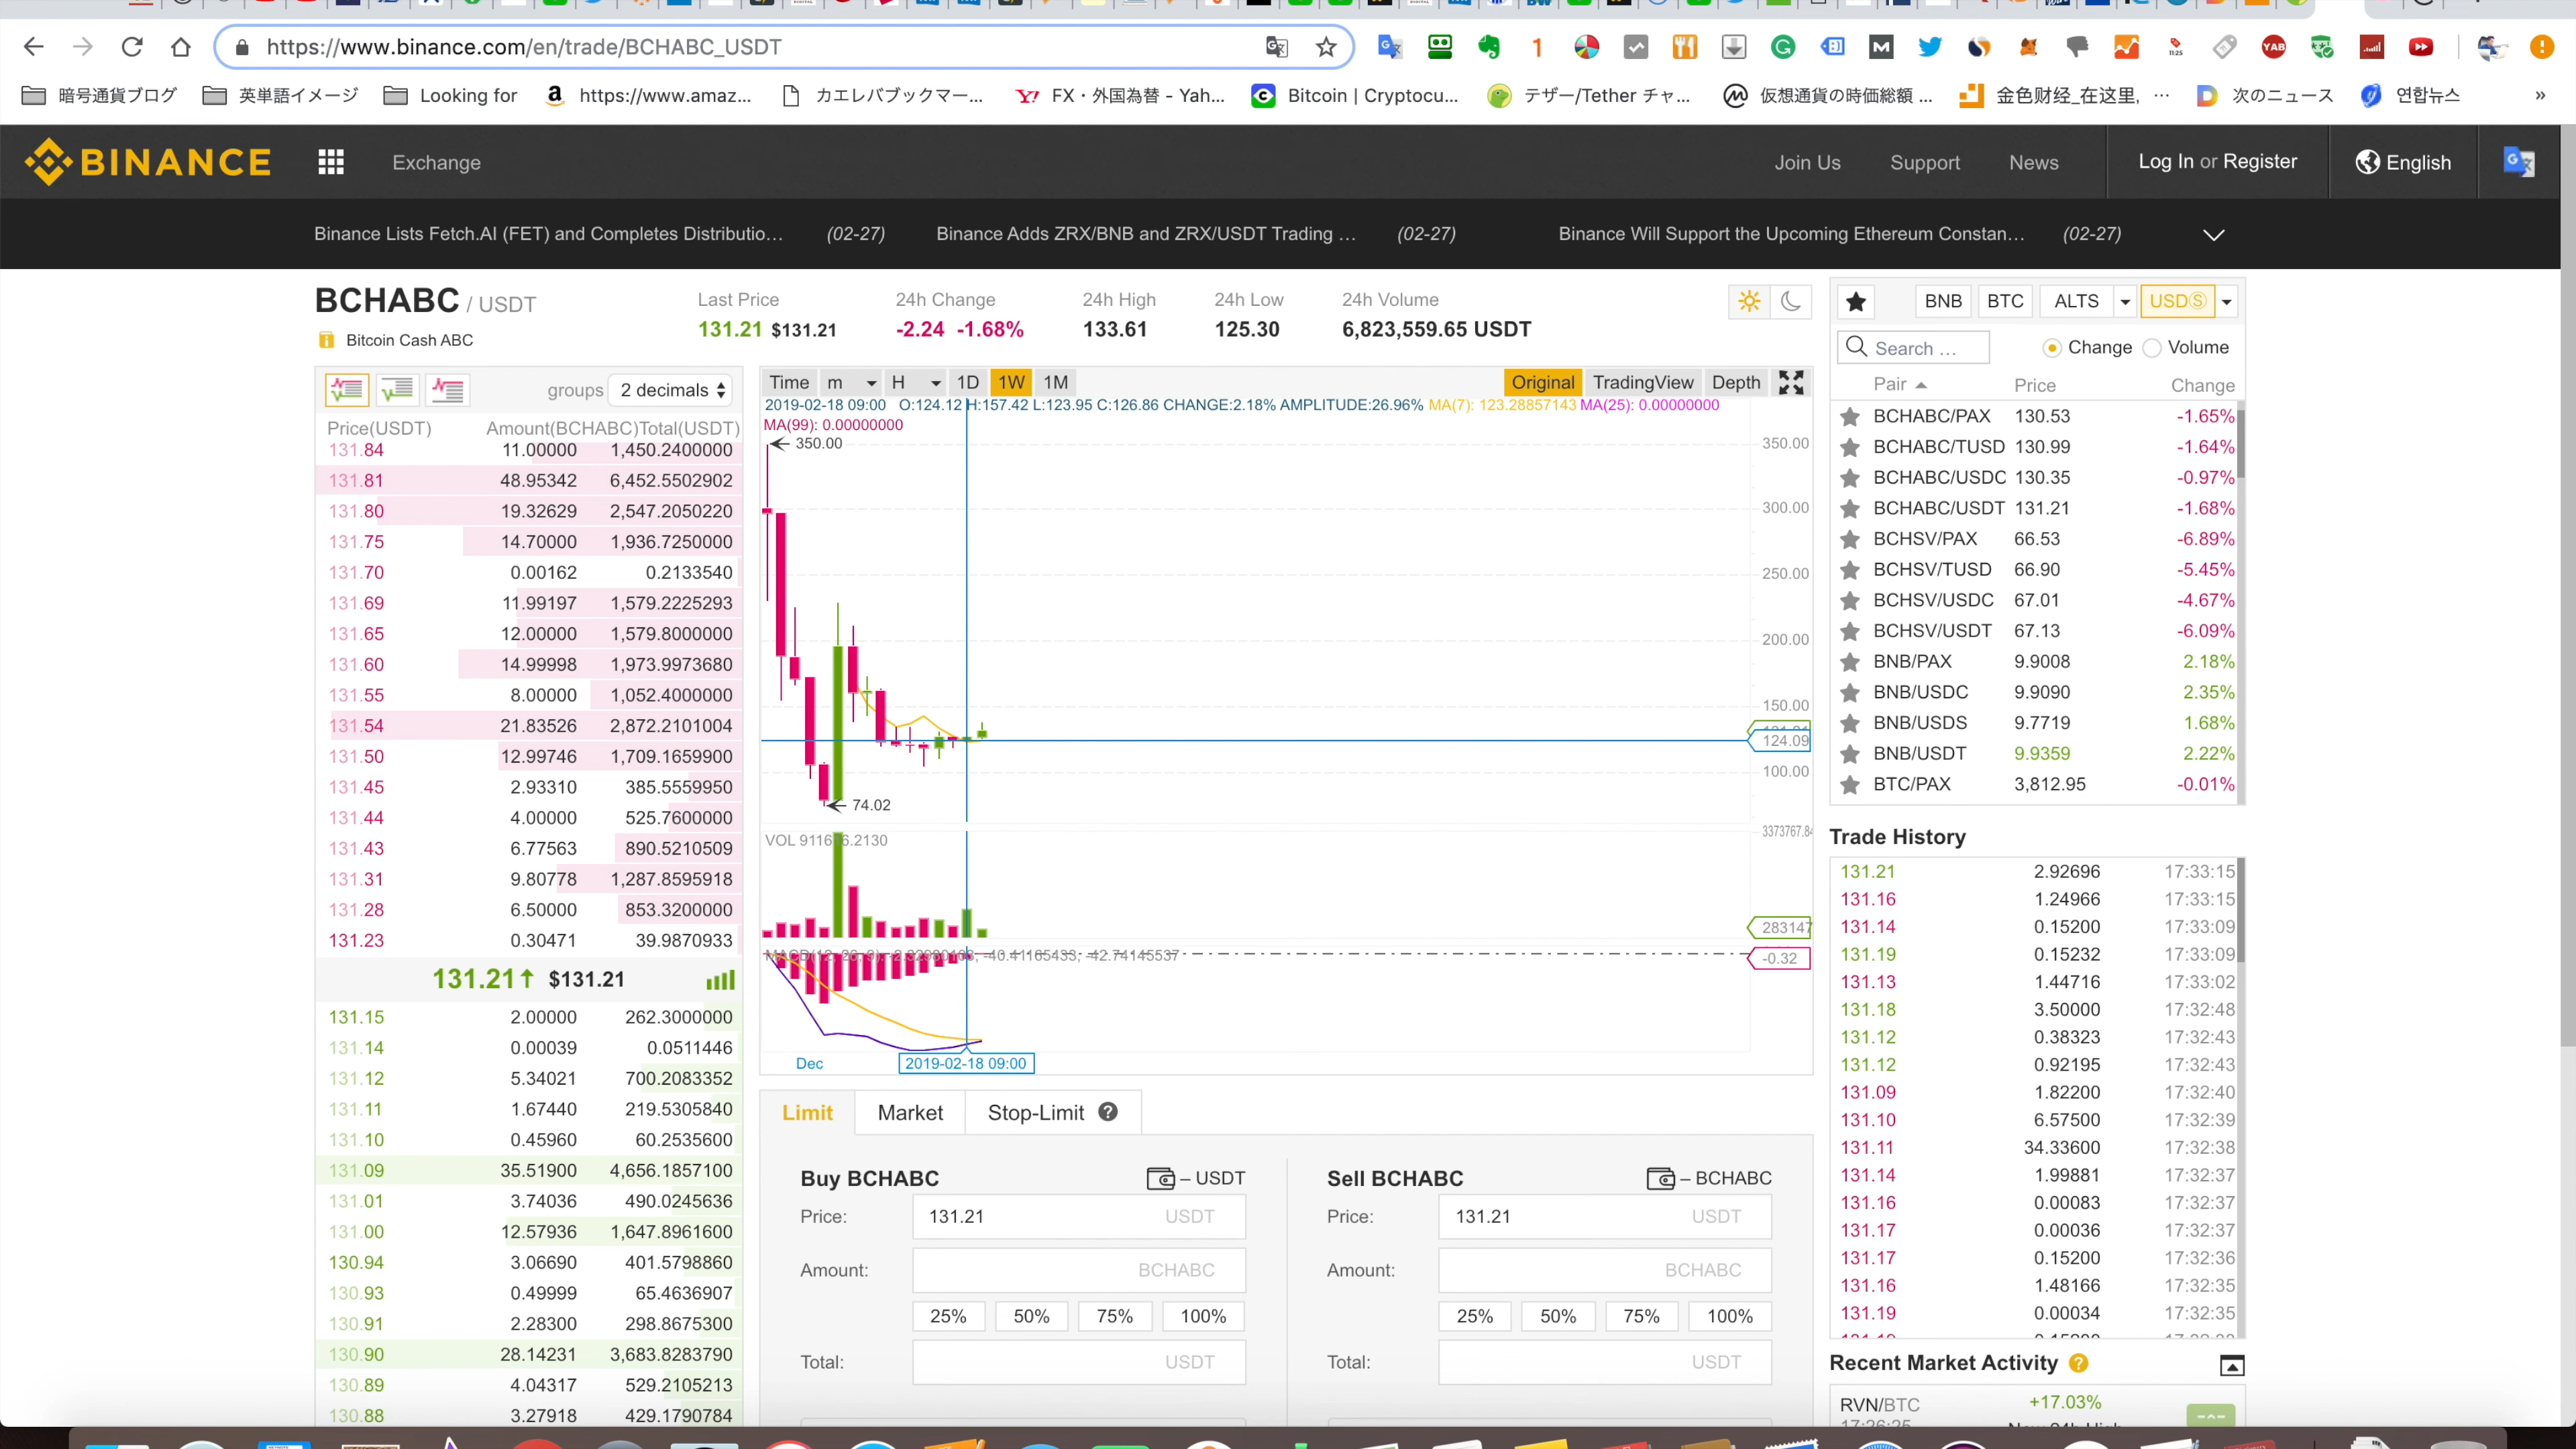 https://www.binance.com/en/trade/BCHABC_USDT
暗号通貨ブログ 英単語イメージ Looking for https://www.amaz... カエレバブックマー... FX・外国為替 - Yah... Bitcoin | Cryptocu... テザー/Tether チャ... 仮想通貨の時価総額 ... 金色财经_在这里, ... 次のニュース 연합뉴스 »
BINANCE Exchange Join Us Support News Log In or Register English
Binance Lists Fetch.AI (FET) and Completes Distributio… (02-27) Binance Adds ZRX/BNB and ZRX/USDT Trading … (02-27) Binance Will Support the Upcoming Ethereum Constan… (02-27)
BCHABC / USDT
Bitcoin Cash ABC
Last Price 24h Change 24h High 24h Low 24h Volume
131.21 $131.21 -2.24 -1.68% 133.61 125.30 6,823,559.65 USDT
groups 2 decimals
Price(USDT) Amount(BCHABC) Total(USDT)
131.84 11.00000 1,450.2400000
131.81 48.95342 6,452.5502902
131.80 19.32629 2,547.2050220
131.75 14.70000 1,936.7250000
131.70 0.00162 0.2133540
131.69 11.99197 1,579.2225293
131.65 12.00000 1,579.8000000
131.60 14.99998 1,973.9973680
131.55 8.00000 1,052.4000000
131.54 21.83526 2,872.2101004
131.50 12.99746 1,709.1659900
131.45 2.93310 385.5559950
131.44 4.00000 525.7600000
131.43 6.77563 890.5210509
131.31 9.80778 1,287.8595918
131.28 6.50000 853.3200000
131.23 0.30471 39.9870933
131.21↑ $131.21
131.15 2.00000 262.3000000
131.14 0.00039 0.0511446
131.12 5.34021 700.2083352
131.11 1.67440 219.5305840
131.10 0.45960 60.2535600
131.09 35.51900 4,656.1857100
131.01 3.74036 490.0245636
131.00 12.57936 1,647.8961600
130.94 3.06690 401.5798860
130.93 0.49999 65.4636907
130.91 2.28300 298.8675300
130.90 28.14231 3,683.8283790
130.89 4.04317 529.2105213
130.88 3.27918 429.1790784
Time m H 1D 1W 1M Original TradingView Depth
2019-02-18 09:00 O:124.12 H:157.42 L:123.95 C:126.86 CHANGE:2.18% AMPLITUDE:26.96% MA(7): 123.28857143 MA(25): 0.00000000
MA(99): 0.00000000
350.00
350.00
300.00
250.00
200.00
150.00
124.09
100.00
74.02
3373767.84
283147
-0.32
Dec 2019-02-18 09:00
Limit Market Stop-Limit ?
Buy BCHABC – USDT
Price: 131.21 USDT
Amount: BCHABC
25% 50% 75% 100%
Total: USDT
Sell BCHABC – BCHABC
Price: 131.21 USDT
Amount: BCHABC
25% 50% 75% 100%
Total: USDT
BNB BTC ALTS USDⓈ
Search … Change Volume
Pair Price Change
BCHABC/PAX 130.53 -1.65%
BCHABC/TUSD 130.99 -1.64%
BCHABC/USDC 130.35 -0.97%
BCHABC/USDT 131.21 -1.68%
BCHSV/PAX 66.53 -6.89%
BCHSV/TUSD 66.90 -5.45%
BCHSV/USDC 67.01 -4.67%
BCHSV/USDT 67.13 -6.09%
BNB/PAX 9.9008 2.18%
BNB/USDC 9.9090 2.35%
BNB/USDS 9.7719 1.68%
BNB/USDT 9.9359 2.22%
BTC/PAX 3,812.95 -0.01%
Trade History
131.21 2.92696 17:33:15
131.16 1.24966 17:33:15
131.14 0.15200 17:33:09
131.19 0.15232 17:33:09
131.13 1.44716 17:33:02
131.18 3.50000 17:32:48
131.12 0.38323 17:32:43
131.12 0.92195 17:32:43
131.09 1.82200 17:32:40
131.10 6.57500 17:32:39
131.11 34.33600 17:32:38
131.14 1.99881 17:32:37
131.16 0.00083 17:32:37
131.17 0.00036 17:32:37
131.17 0.15200 17:32:36
131.16 1.48166 17:32:35
131.19 0.00034 17:32:35
Recent Market Activity ?
RVN/BTC +17.03%